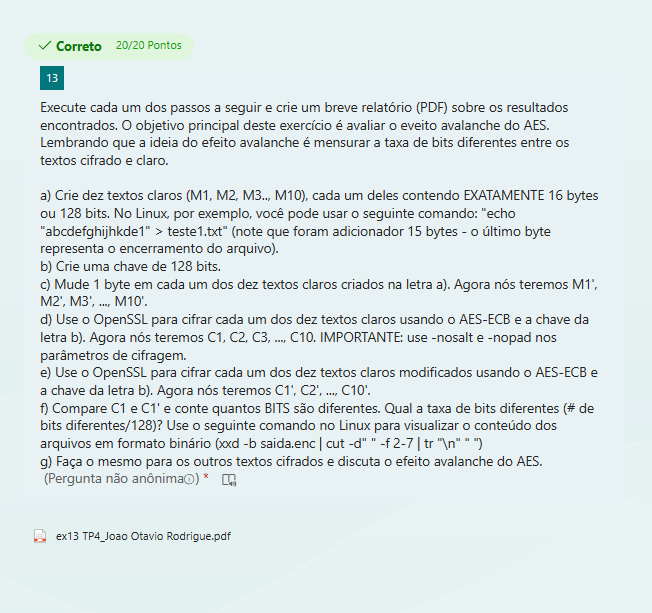 Correto 20/20 Pontos
13
Execute cada um dos passos a seguir e crie um breve relatório (PDF) sobre os resultados
encontrados. O objetivo principal deste exercício é avaliar o eveito avalanche do AES.
Lembrando que a ideia do efeito avalanche é mensurar a taxa de bits diferentes entre os
textos cifrado e claro.
a) Crie dez textos claros (M1, M2, M3.., M10), cada um deles contendo EXATAMENTE 16 bytes
ou 128 bits. No Linux, por exemplo, você pode usar o seguinte comando: "echo
"abcdefghijhkde1" > teste1.txt" (note que foram adicionador 15 bytes - o último byte
representa o encerramento do arquivo).
b) Crie uma chave de 128 bits.
c) Mude 1 byte em cada um dos dez textos claros criados na letra a). Agora nós teremos M1',
M2', M3', ..., M10'.
d) Use o OpenSSL para cifrar cada um dos dez textos claros usando o AES-ECB e a chave da
letra b). Agora nós teremos C1, C2, C3, ..., C10. IMPORTANTE: use -nosalt e -nopad nos
parâmetros de cifragem.
e) Use o OpenSSL para cifrar cada um dos dez textos claros modificados usando o AES-ECB e
a chave da letra b). Agora nós teremos C1', C2', ..., C10'.
f) Compare C1 e C1' e conte quantos BITS são diferentes. Qual a taxa de bits diferentes (# de
bits diferentes/128)? Use o seguinte comando no Linux para visualizar o conteúdo dos
arquivos em formato binário (xxd -b saida.enc | cut -d" " -f 2-7 | tr "\n" " ")
g) Faça o mesmo para os outros textos cifrados e discuta o efeito avalanche do AES.
(Pergunta não anônima) *
ex13 TP4_Joao Otavio Rodrigue.pdf